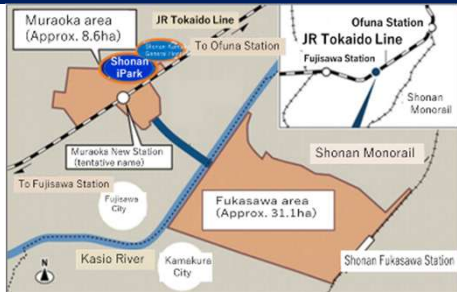 Muraoka area
(Approx. 8.6ha)
JR Tokaido Line
Shonan
General
To Ofuna Station
Shonan
iPark
Ofuna Station
JR Tokaido Line
Fujisawa Station
Shonan
Monorail
Muraoka New Station
(tentative name)
Shonan Monorail
To Fujisawa Station
Fujisawa
City
Fukasawa area
(Approx. 31.1ha)
Kasio River
Kamakura
City
Shonan Fukasawa Station
N